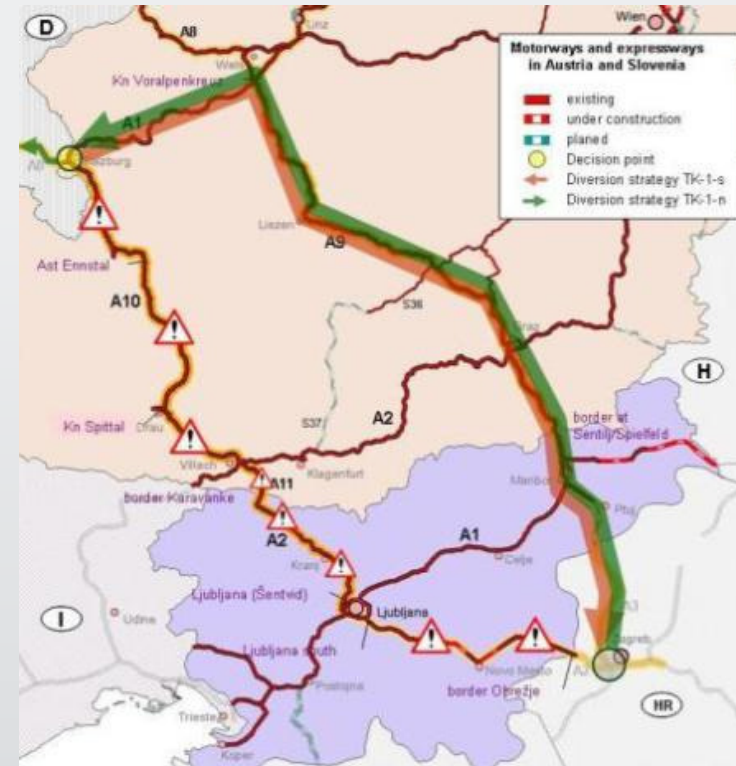 D
A8
Linz
Wien
Motorways and expressways
in Austria and Slovenia
existing
under construction
planed
Decision point
Diversion strategy TK-1-s
Diversion strategy TK-1-n
Wels
Kn Voralpenkreuz
A1
Salzburg
Liezen
A9
Ast Ennstal
A10
S36
Graz
H
Kn Spittal
Drau
S37
A2
border at
Sentilj/Spielfeld
Villach
Klagenfurt
border Karavanke
A11
Maribor
Ptuj
A2
A1
Kranj
Celje
Ljubljana (Šentvid)
Ljubljana
I
Udine
Ljubljana south
Zagreb
Novo Mesto
border Obrežje
Postojna
HR
Trieste
Koper